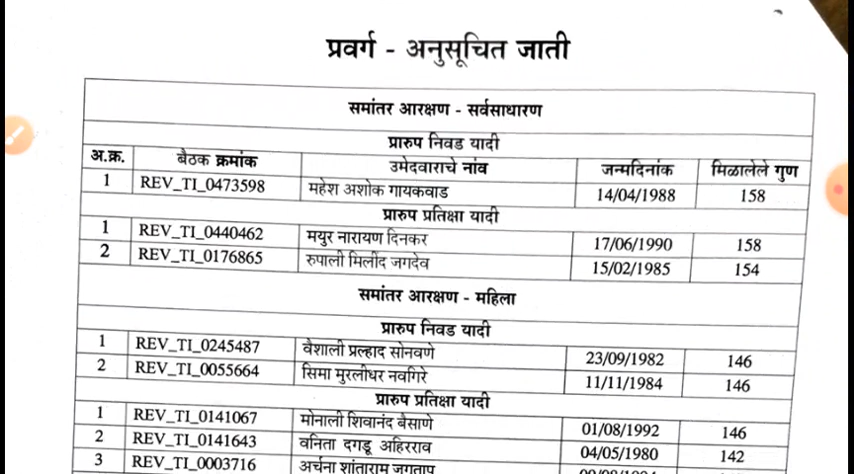 प्रवर्ग - अनुसूचित जाती
समांतर आरक्षण - सर्वसाधारण
प्रारुप निवड यादी
अ.क्र. बैठक क्रमांक उमेदवाराचे नांव जन्मदिनांक मिळालेले गुण
1 REV_TI_0473598 महेश अशोक गायकवाड 14/04/1988 158
प्रारुप प्रतिक्षा यादी
1 REV_TI_0440462 मयुर नारायण दिनकर 17/06/1990 158
2 REV_TI_0176865 रुपाली मिलीद जगदेव 15/02/1985 154
समांतर आरक्षण - महिला
प्रारुप निवड यादी
1 REV_TI_0245487 वैशाली प्रल्हाद सोनवणे 23/09/1982 146
2 REV_TI_0055664 सिमा मुरलीधर नवगिरे 11/11/1984 146
प्रारुप प्रतिक्षा यादी
1 REV_TI_0141067 मोनाली शिवानंद बैसाणे 01/08/1992 146
2 REV_TI_0141643 वनिता दगडू अहिरराव 04/05/1980 142
3 REV_TI_0003716 अर्चना शांताराम जगताप